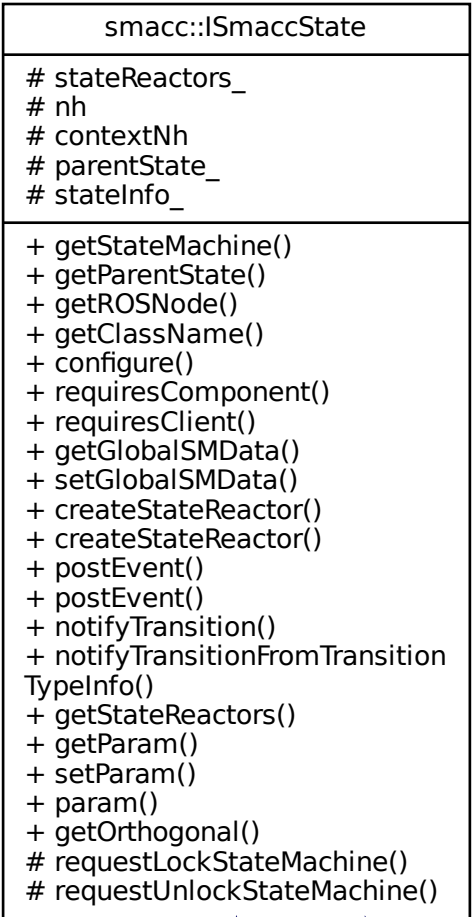 smacc::ISmaccState
# stateReactors_
# nh
# contextNh
# parentState_
# stateInfo_
+ getStateMachine()
+ getParentState()
+ getROSNode()
+ getClassName()
+ configure()
+ requiresComponent()
+ requiresClient()
+ getGlobalSMData()
+ setGlobalSMData()
+ createStateReactor()
+ createStateReactor()
+ postEvent()
+ postEvent()
+ notifyTransition()
+ notifyTransitionFromTransition
TypeInfo()
+ getStateReactors()
+ getParam()
+ setParam()
+ param()
+ getOrthogonal()
# requestLockStateMachine()
# requestUnlockStateMachine()